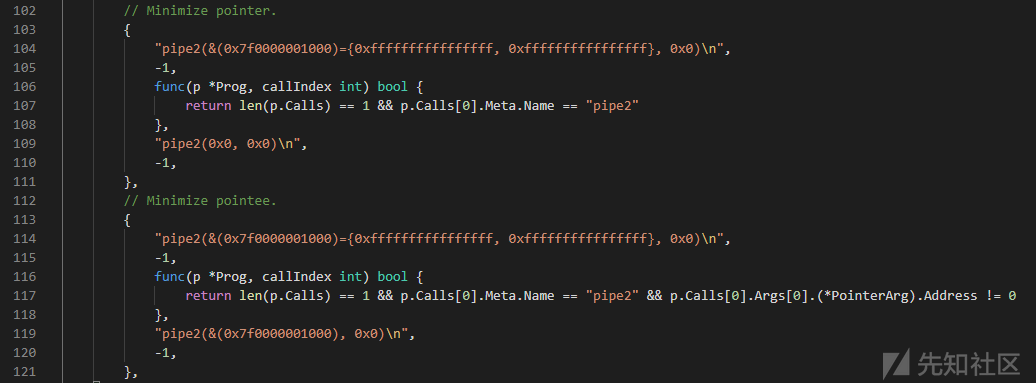 102 // Minimize pointer.
103 {
104 "pipe2(&(0x7f0000001000)={0xffffffffffffffff, 0xffffffffffffffff}, 0x0)\n",
105 -1,
106 func(p *Prog, callIndex int) bool {
107 return len(p.Calls) == 1 && p.Calls[0].Meta.Name == "pipe2"
108 },
109 "pipe2(0x0, 0x0)\n",
110 -1,
111 },
112 // Minimize pointee.
113 {
114 "pipe2(&(0x7f0000001000)={0xffffffffffffffff, 0xffffffffffffffff}, 0x0)\n",
115 -1,
116 func(p *Prog, callIndex int) bool {
117 return len(p.Calls) == 1 && p.Calls[0].Meta.Name == "pipe2" && p.Calls[0].Args[0].(*PointerArg).Address != 0
118 },
119 "pipe2(&(0x7f0000001000), 0x0)\n",
120 -1,
121 },
先知社区